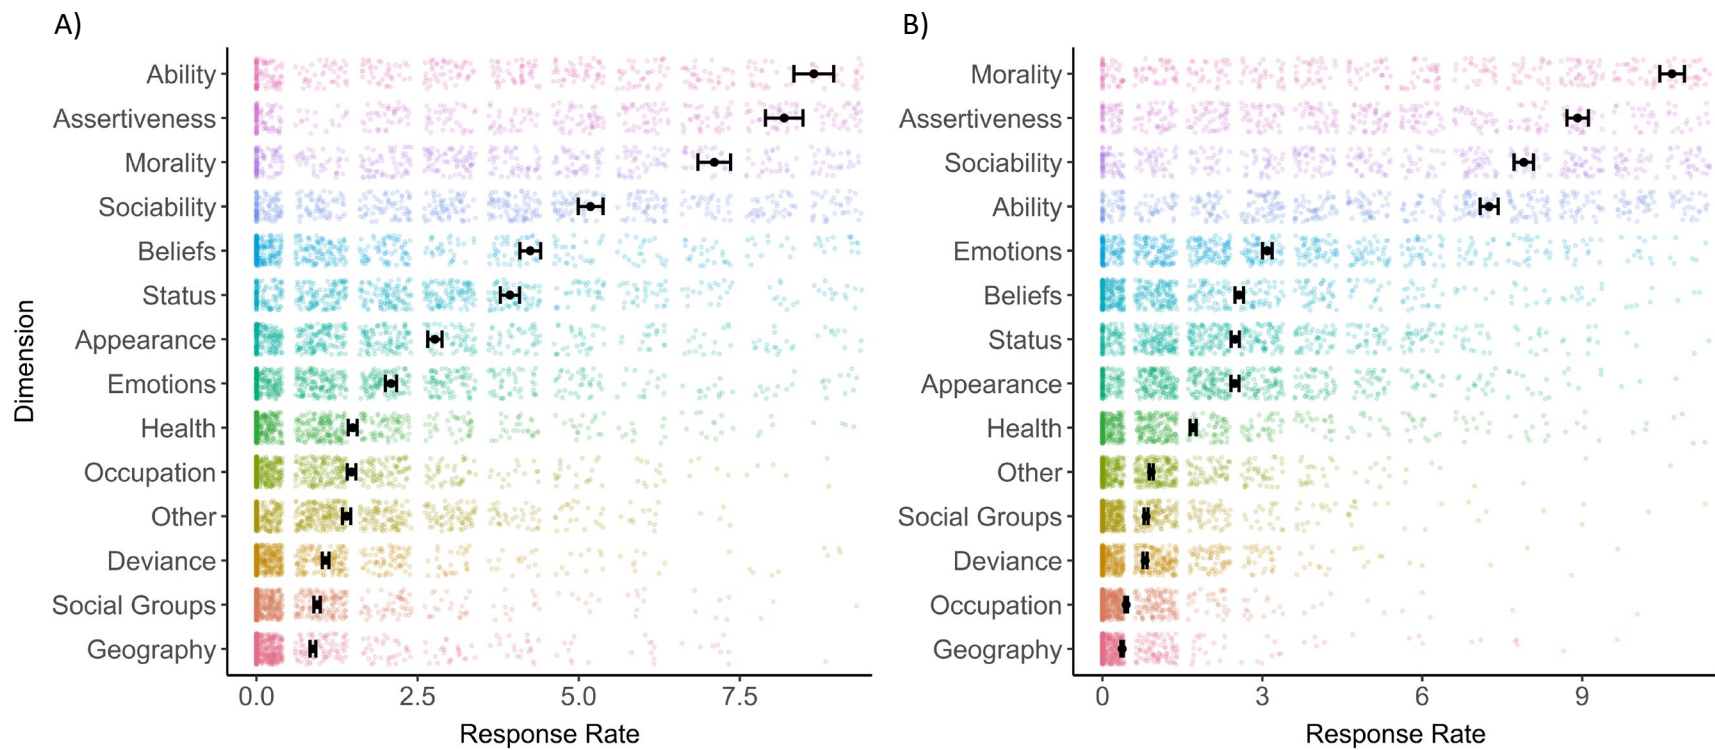 A)
Ability
Assertiveness
Morality
Sociability
Beliefs
Status
Appearance
Emotions
Health
Occupation
Other
Deviance
Social Groups
Geography
Dimension
0.0 2.5 5.0 7.5
Response Rate
B)
Morality
Assertiveness
Sociability
Ability
Emotions
Beliefs
Status
Appearance
Health
Other
Social Groups
Deviance
Occupation
Geography
0 3 6 9
Response Rate